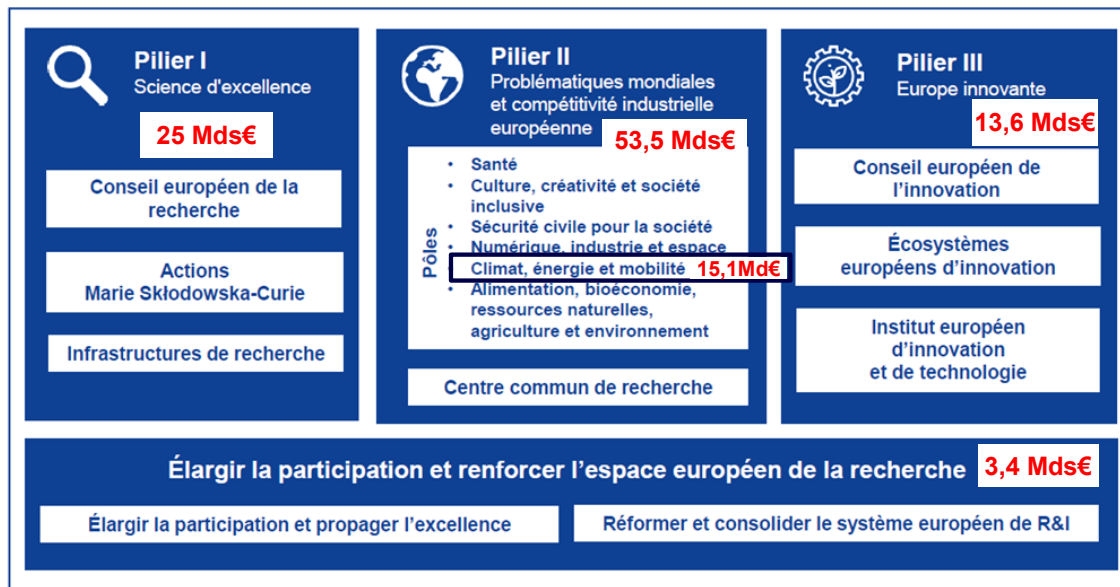 Pilier I
Science d'excellence
25 Mds€
Conseil européen de la
recherche
Actions
Marie Skłodowska-Curie
Infrastructures de recherche
Pilier II
Problématiques mondiales
et compétitivité industrielle
européenne
53,5 Mds€
Pôles
• Santé
• Culture, créativité et société
inclusive
• Sécurité civile pour la société
• Numérique, industrie et espace
• Climat, énergie et mobilité 15,1Md€
• Alimentation, bioéconomie,
ressources naturelles,
agriculture et environnement
Centre commun de recherche
Pilier III
Europe innovante
13,6 Mds€
Conseil européen de
l’innovation
Écosystèmes
européens d’innovation
Institut européen
d’innovation
et de technologie
Élargir la participation et renforcer l’espace européen de la recherche 3,4 Mds€
Élargir la participation et propager l’excellence
Réformer et consolider le système européen de R&I